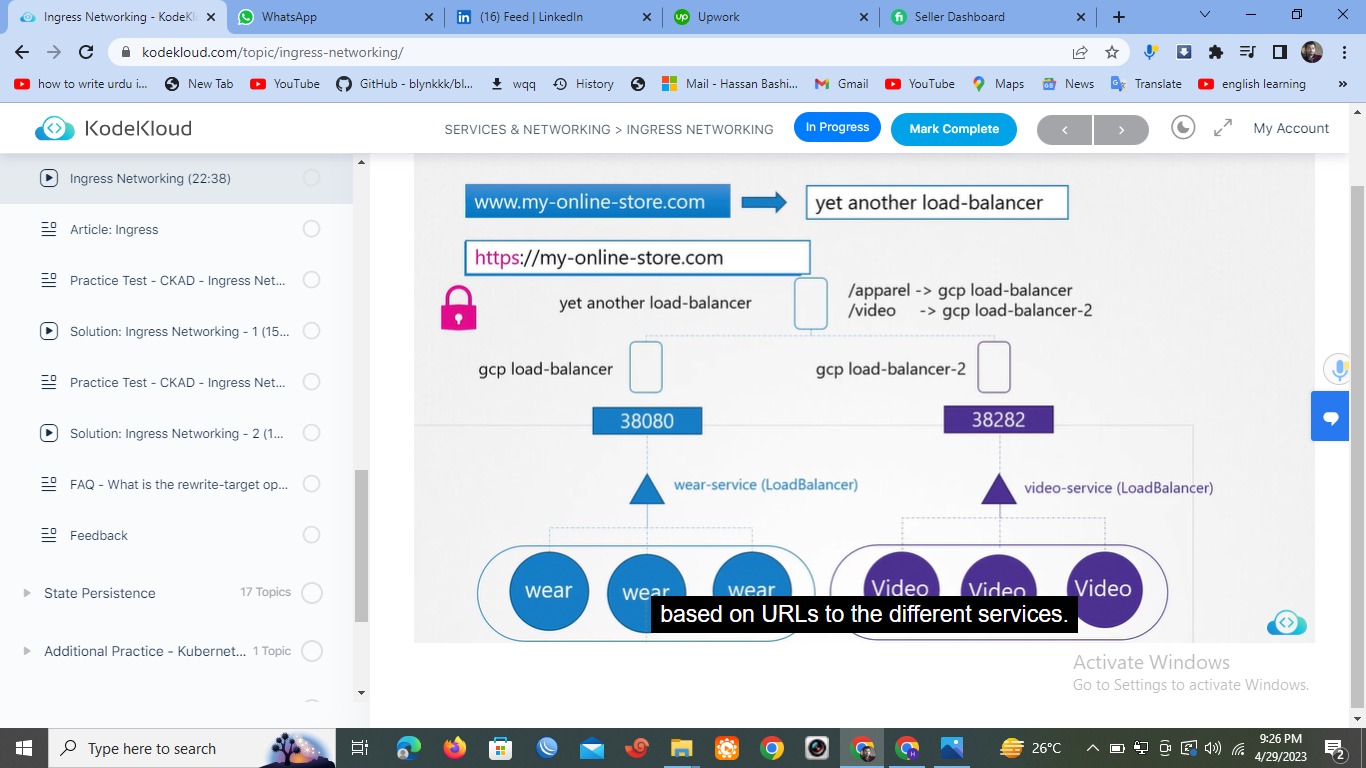 Ingress Networking - KodeKl
WhatsApp
(16) Feed | LinkedIn
Upwork
Seller Dashboard
kodekloud.com/topic/ingress-networking/
how to write urdu i...
New Tab
YouTube
GitHub - blynkkk/bl...
wqq
History
Mail - Hassan Bashi...
Gmail
YouTube
Maps
News
Translate
english learning
KodeKloud
SERVICES & NETWORKING > INGRESS NETWORKING
In Progress
Mark Complete
My Account
Ingress Networking (22:38)
Article: Ingress
Practice Test - CKAD - Ingress Net...
Solution: Ingress Networking - 1 (15...
Practice Test - CKAD - Ingress Net...
Solution: Ingress Networking - 2 (1...
FAQ - What is the rewrite-target op...
Feedback
State Persistence
17 Topics
Additional Practice - Kubernet...
1 Topic
www.my-online-store.com
yet another load-balancer
https://my-online-store.com
yet another load-balancer
/apparel -> gcp load-balancer
/video -> gcp load-balancer-2
gcp load-balancer
gcp load-balancer-2
38080
38282
wear-service (LoadBalancer)
video-service (LoadBalancer)
wear
wear
wear
Video
Video
Video
based on URLs to the different services.
Activate Windows
Go to Settings to activate Windows.
Type here to search
26°C
9:26 PM
4/29/2023
2